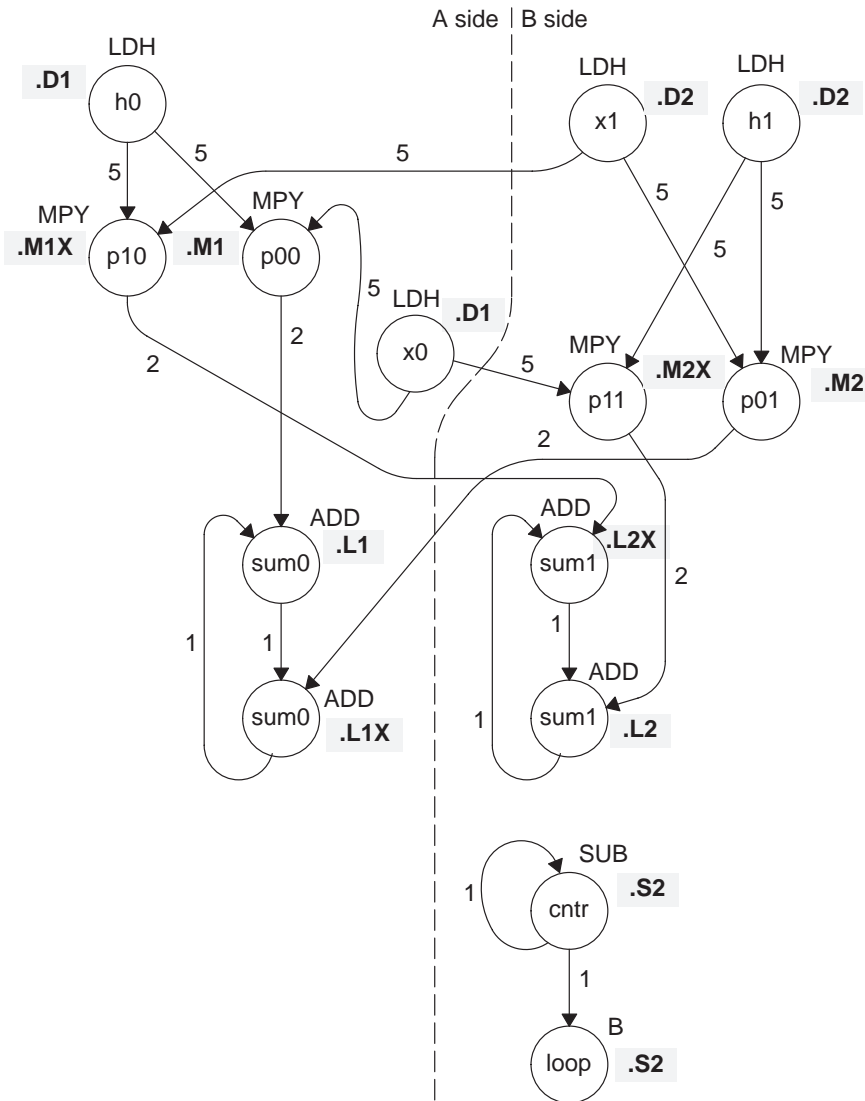 A side B side
LDH
.D1
h0
LDH
.D2
x1
LDH
.D2
h1
5
5
5
5
5
5
5
MPY
.M1X
p10
MPY
.M1
p00
5
LDH
.D1
x0
5
MPY
.M2X
p11
MPY
.M2
p01
2
2
2
2
ADD
.L1
sum0
ADD
.L2X
sum1
1
1
1
1
ADD
.L1X
sum0
ADD
.L2
sum1
SUB
.S2
1
cntr
1
B
.S2
loop